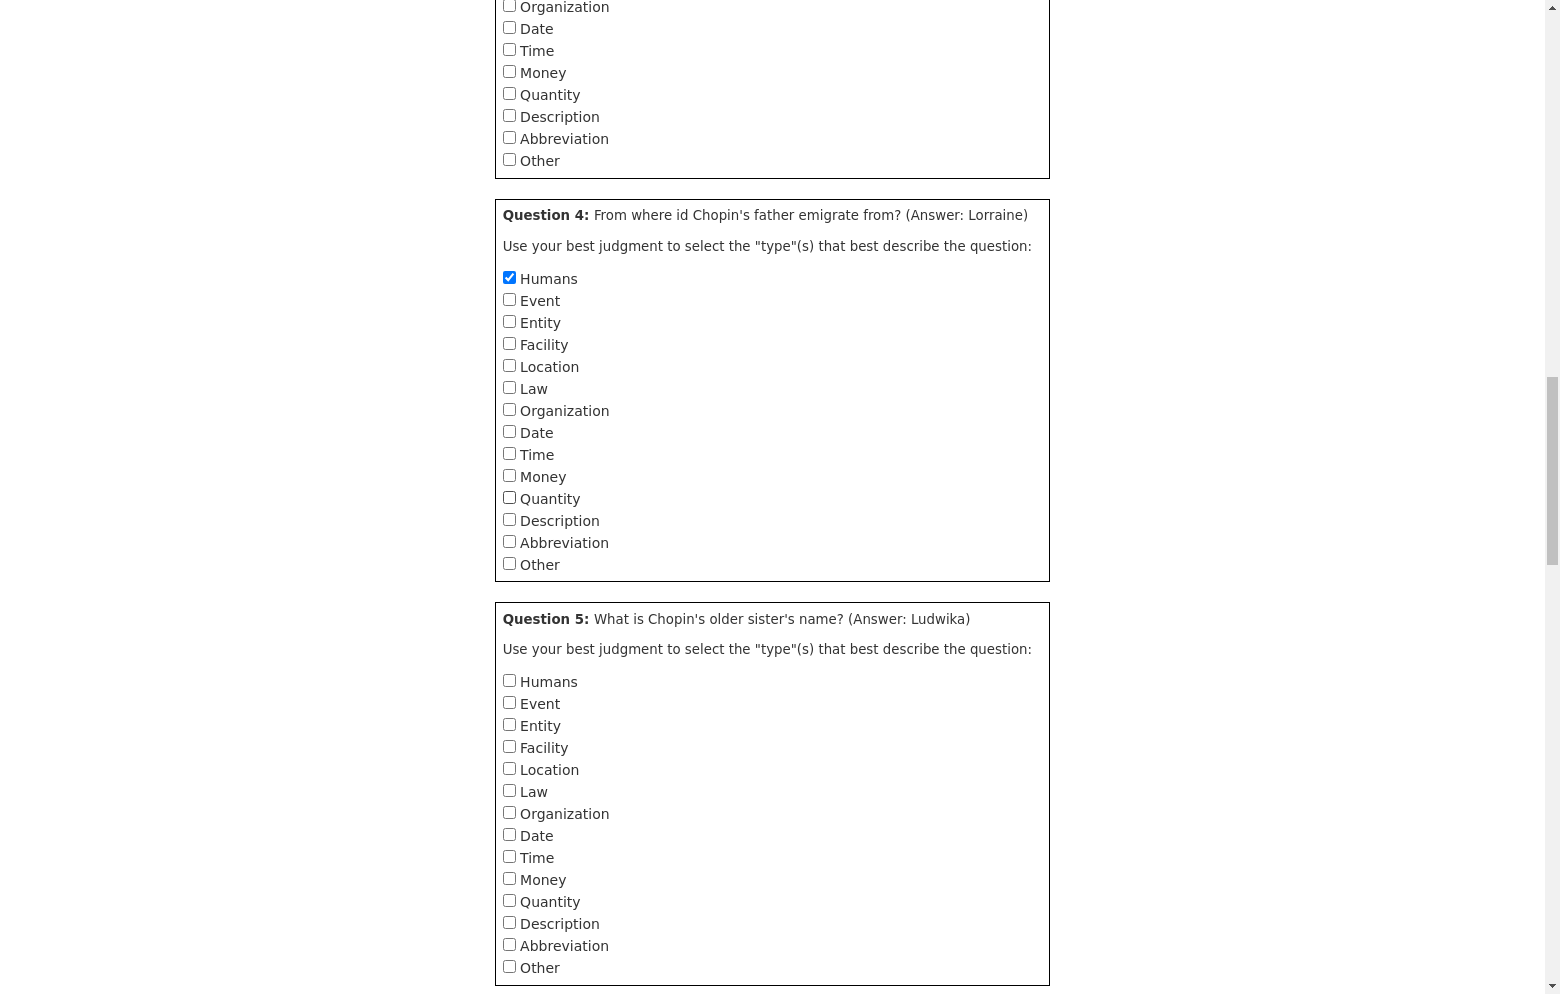 Organization
Date
Time
Money
Quantity
Description
Abbreviation
Other
Question 4: From where id Chopin's father emigrate from? (Answer: Lorraine)
Use your best judgment to select the "type"(s) that best describe the question:
Humans
Event
Entity
Facility
Location
Law
Organization
Date
Time
Money
Quantity
Description
Abbreviation
Other
Question 5: What is Chopin's older sister's name? (Answer: Ludwika)
Use your best judgment to select the "type"(s) that best describe the question:
Humans
Event
Entity
Facility
Location
Law
Organization
Date
Time
Money
Quantity
Description
Abbreviation
Other